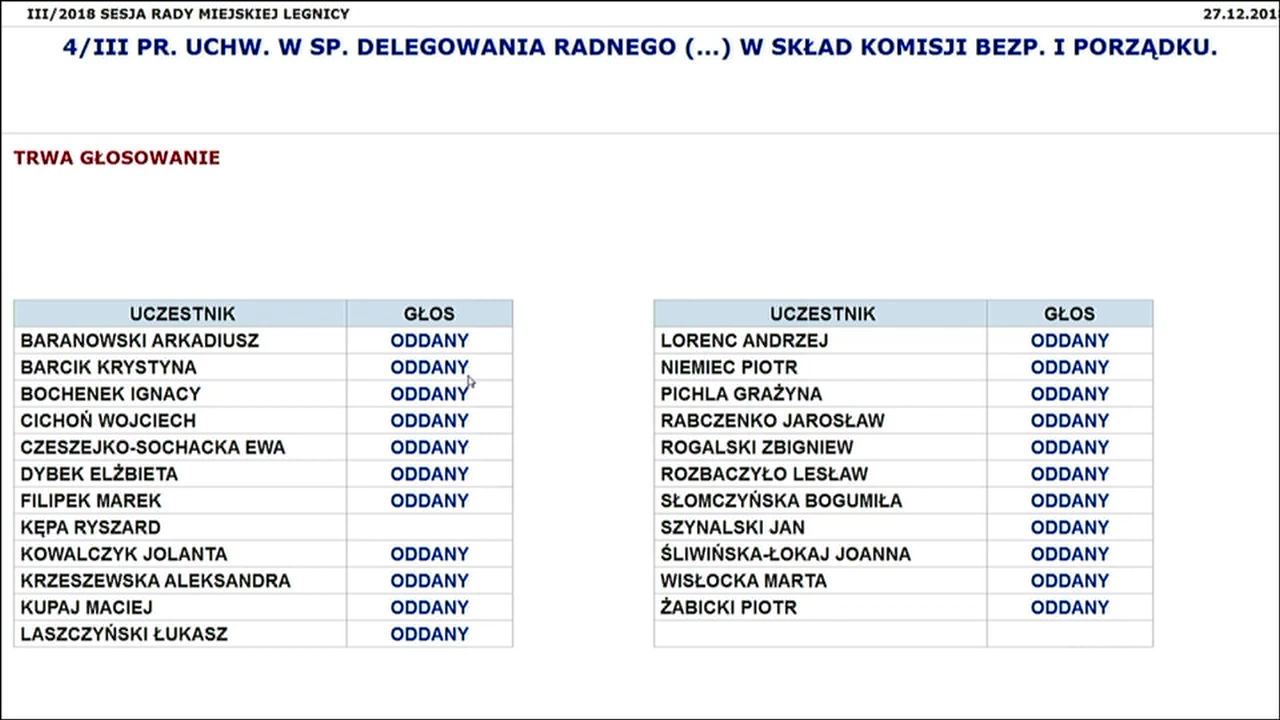 III/2018 SESJA RADY MIEJSKIEJ LEGNICY
27.12.201
4/III PR. UCHW. W SP. DELEGOWANIA RADNEGO (...) W SKŁAD KOMISJI BEZP. I PORZĄDKU.
TRWA GŁOSOWANIE
UCZESTNIK GŁOS
BARANOWSKI ARKADIUSZ ODDANY
BARCIK KRYSTYNA ODDANY
BOCHENEK IGNACY ODDANY
CICHOŃ WOJCIECH ODDANY
CZESZEJKO-SOCHACKA EWA ODDANY
DYBEK ELŻBIETA ODDANY
FILIPEK MAREK ODDANY
KĘPA RYSZARD
KOWALCZYK JOLANTA ODDANY
KRZESZEWSKA ALEKSANDRA ODDANY
KUPAJ MACIEJ ODDANY
LASZCZYŃSKI ŁUKASZ ODDANY
UCZESTNIK GŁOS
LORENC ANDRZEJ ODDANY
NIEMIEC PIOTR ODDANY
PICHLA GRAŻYNA ODDANY
RABCZENKO JAROSŁAW ODDANY
ROGALSKI ZBIGNIEW ODDANY
ROZBACZYŁO LESŁAW ODDANY
SŁOMCZYŃSKA BOGUMIŁA ODDANY
SZYNALSKI JAN ODDANY
ŚLIWIŃSKA-ŁOKAJ JOANNA ODDANY
WISŁOCKA MARTA ODDANY
ŻABICKI PIOTR ODDANY